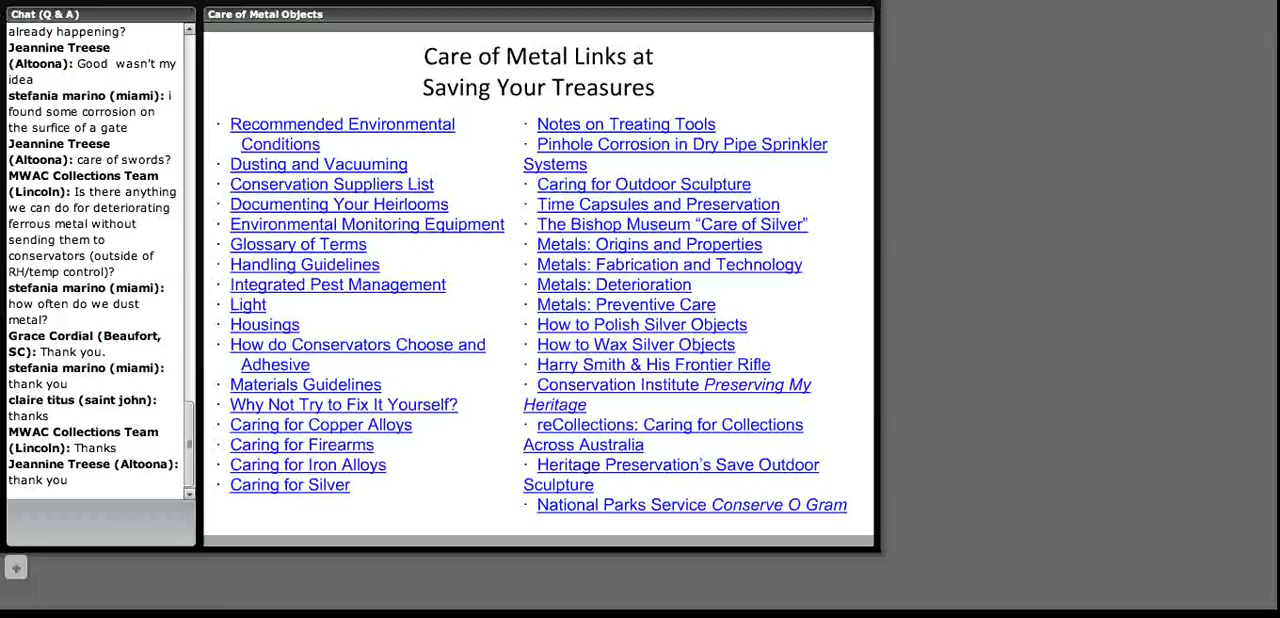 Chat (Q & A)
already happening?
Jeannine Treese
(Altoona): Good wasn't my
idea
stefania marino (miami): i
found some corrosion on
the surfice of a gate
Jeannine Treese
(Altoona): care of swords?
MWAC Collections Team
(Lincoln): Is there anything
we can do for deteriorating
ferrous metal without
sending them to
conservators (outside of
RH/temp control)?
stefania marino (miami):
how often do we dust
metal?
Grace Cordial (Beaufort,
SC): Thank you.
stefania marino (miami):
thank you
claire titus (saint john):
thanks
MWAC Collections Team
(Lincoln): Thanks
Jeannine Treese (Altoona):
thank you
Care of Metal Objects
Care of Metal Links at
Saving Your Treasures
· Recommended Environmental
Conditions
· Dusting and Vacuuming
· Conservation Suppliers List
· Documenting Your Heirlooms
· Environmental Monitoring Equipment
· Glossary of Terms
· Handling Guidelines
· Integrated Pest Management
· Light
· Housings
· How do Conservators Choose and
Adhesive
· Materials Guidelines
· Why Not Try to Fix It Yourself?
· Caring for Copper Alloys
· Caring for Firearms
· Caring for Iron Alloys
· Caring for Silver
· Notes on Treating Tools
· Pinhole Corrosion in Dry Pipe Sprinkler
Systems
· Caring for Outdoor Sculpture
· Time Capsules and Preservation
· The Bishop Museum “Care of Silver”
· Metals: Origins and Properties
· Metals: Fabrication and Technology
· Metals: Deterioration
· Metals: Preventive Care
· How to Polish Silver Objects
· How to Wax Silver Objects
· Harry Smith & His Frontier Rifle
· Conservation Institute Preserving My
Heritage
· reCollections: Caring for Collections
Across Australia
· Heritage Preservation’s Save Outdoor
Sculpture
· National Parks Service Conserve O Gram